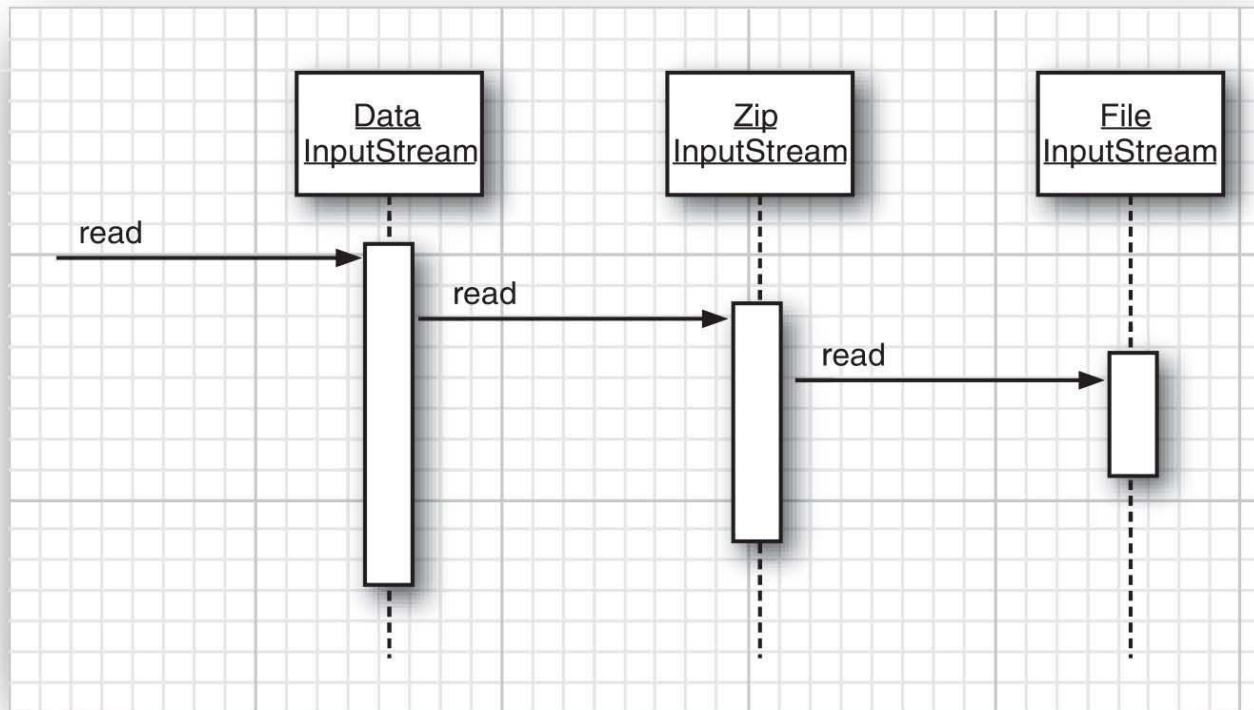 Data
InputStream
Zip
InputStream
File
InputStream
read
read
read